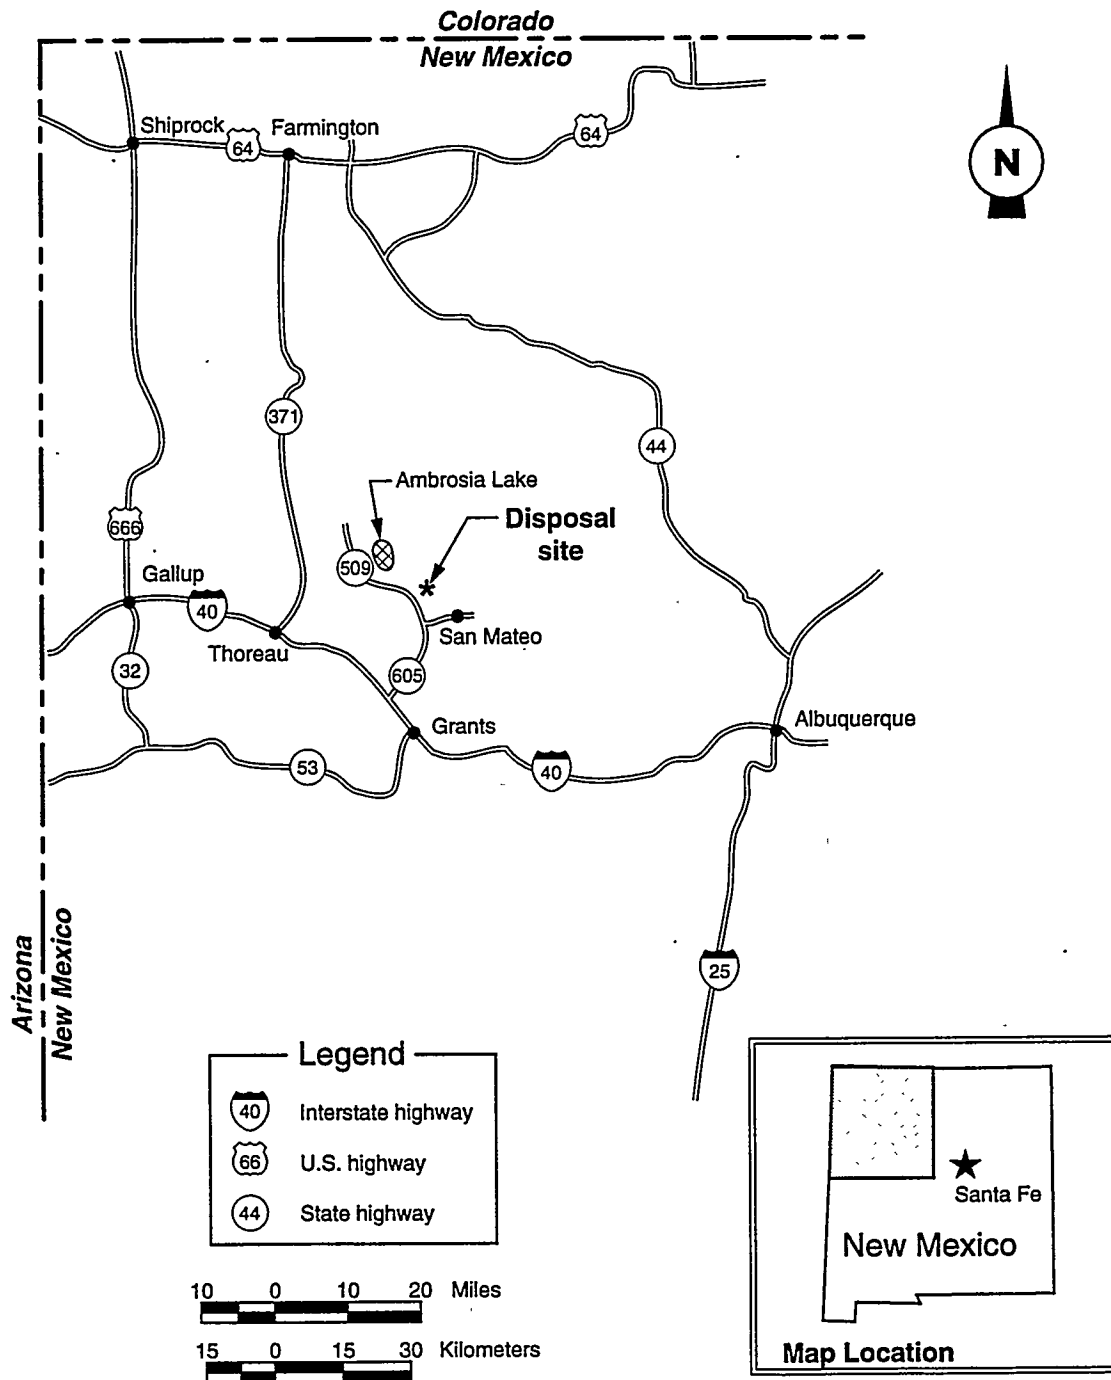 Colorado
New Mexico
Shiprock
64
Farmington
64
N
371
44
Ambrosia Lake
Disposal
site
666
509
Gallup
40
San Mateo
Thoreau
32
605
Grants
Albuquerque
53
40
Arizona
New Mexico
25
Legend
40 Interstate highway
66 U.S. highway
44 State highway
10 0 10 20 Miles
15 0 15 30 Kilometers
Santa Fe
New Mexico
Map Location